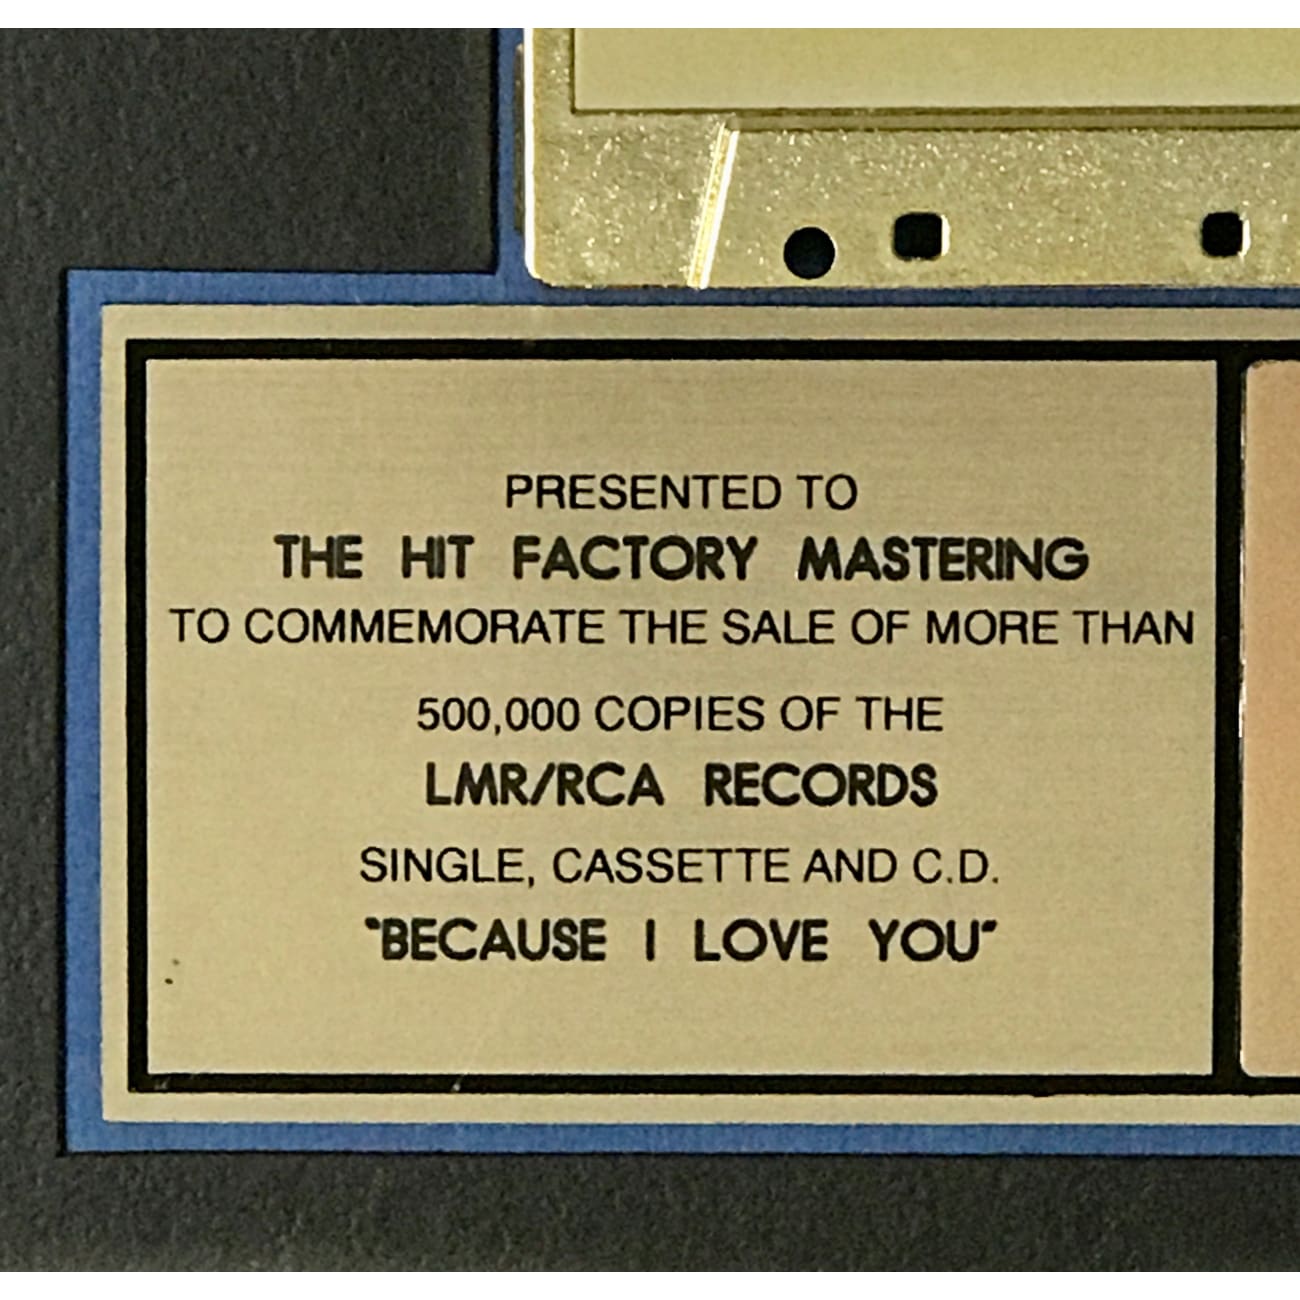 PRESENTED TO
THE HIT FACTORY MASTERING
TO COMMEMORATE THE SALE OF MORE THAN
500,000 COPIES OF THE
LMR/RCA RECORDS
SINGLE, CASSETTE AND C.D.
"BECAUSE I LOVE YOU"